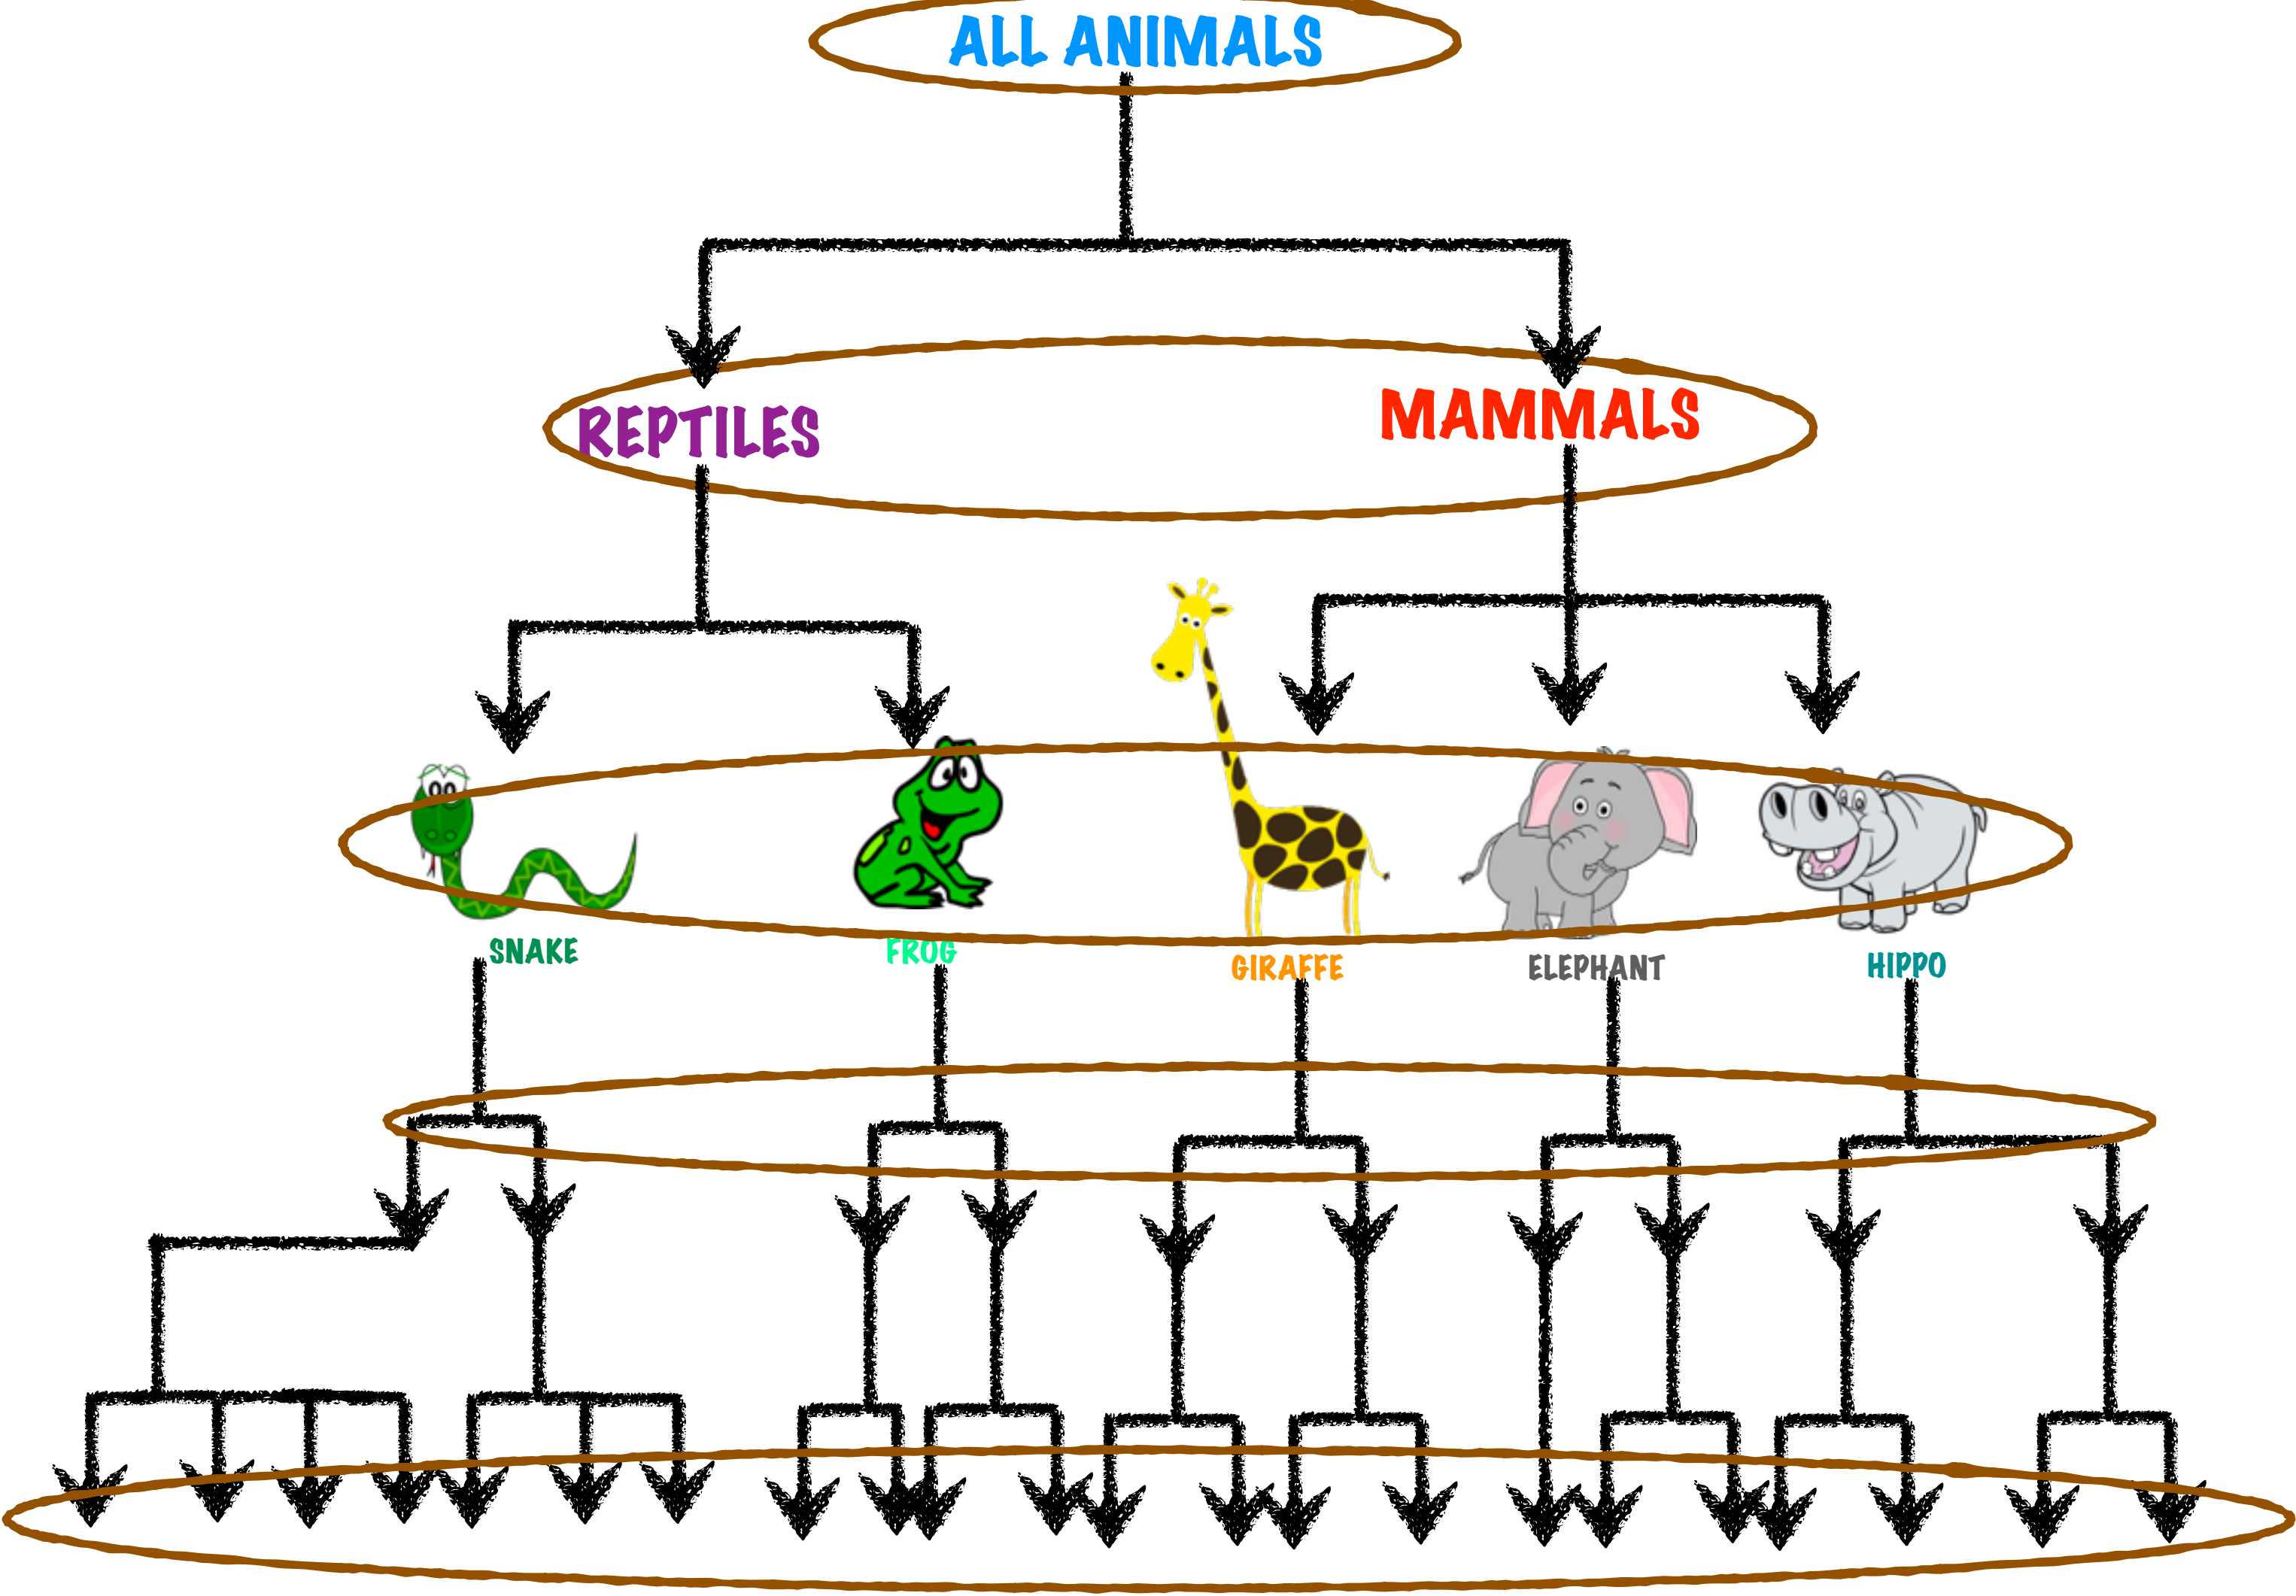 ALL ANIMALS
REPTILES
MAMMALS
SNAKE
FROG
GIRAFFE
ELEPHANT
HIPPO